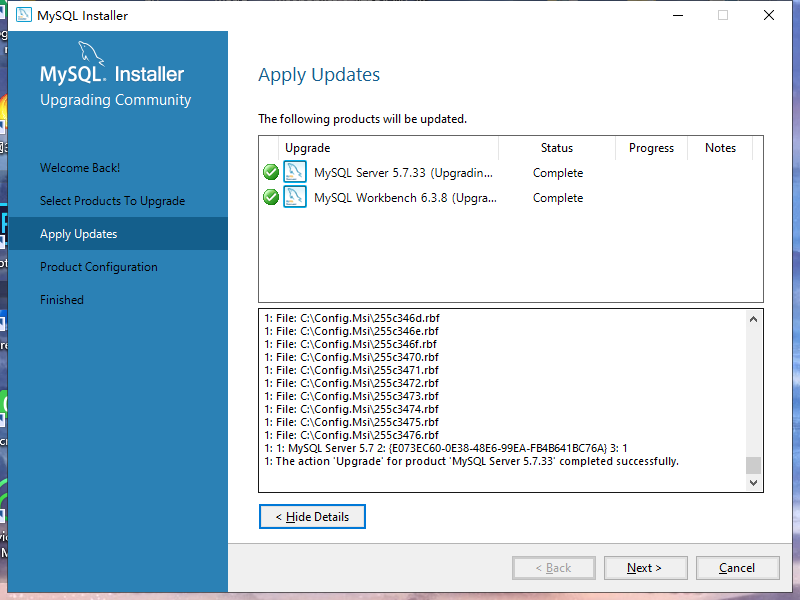 MySQL Installer
MySQL. Installer
Upgrading Community
Welcome Back!
Select Products To Upgrade
Apply Updates
Product Configuration
Finished
Apply Updates
The following products will be updated.
Upgrade Status Progress Notes
MySQL Server 5.7.33 (Upgradin... Complete
MySQL Workbench 6.3.8 (Upgra... Complete
1: File: C:\Config.Msi\255c346d.rbf
1: File: C:\Config.Msi\255c346e.rbf
1: File: C:\Config.Msi\255c346f.rbf
1: File: C:\Config.Msi\255c3470.rbf
1: File: C:\Config.Msi\255c3471.rbf
1: File: C:\Config.Msi\255c3472.rbf
1: File: C:\Config.Msi\255c3473.rbf
1: File: C:\Config.Msi\255c3474.rbf
1: File: C:\Config.Msi\255c3475.rbf
1: File: C:\Config.Msi\255c3476.rbf
1: 1: MySQL Server 5.7 2: {E073EC60-0E38-48E6-99EA-FB4B641BC76A} 3: 1
1: The action 'Upgrade' for product 'MySQL Server 5.7.33' completed successfully.
< Hide Details
< Back Next > Cancel